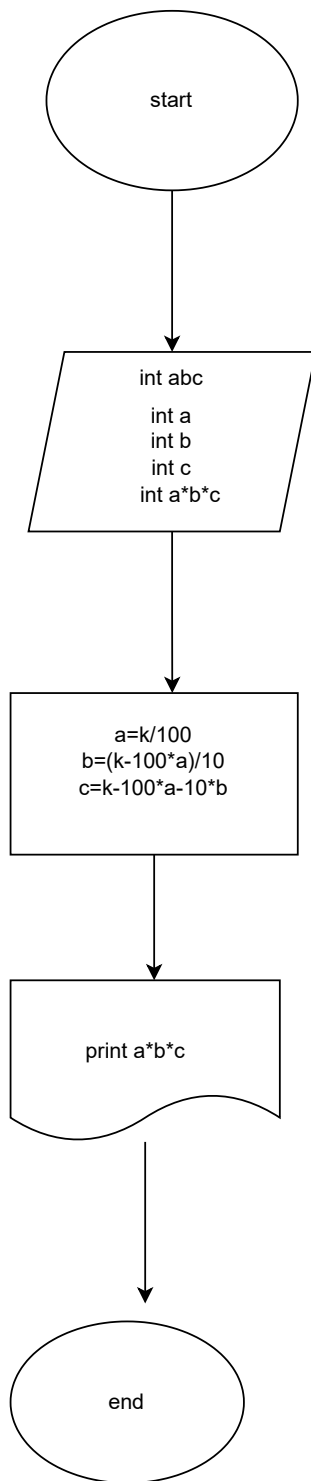 start
int abc
int a
int b
int c
int a*b*c
a=k/100
b=(k-100*a)/10
c=k-100*a-10*b
print a*b*c
end